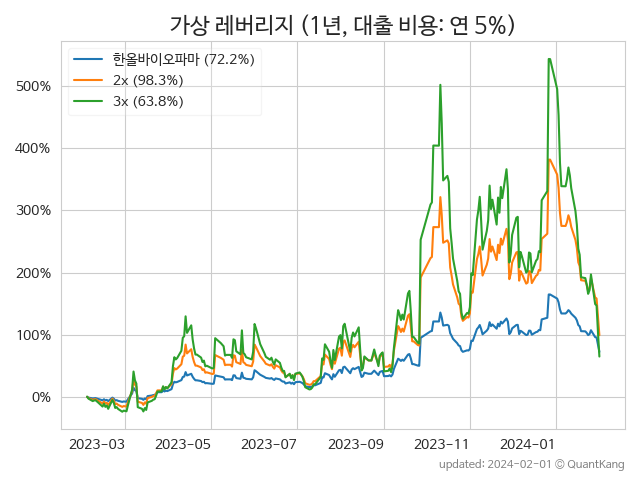 가상 레버리지 (1년, 대출 비용: 연 5%)
한올바이오파마 (72.2%)
2x (98.3%)
3x (63.8%)
500%
400%
300%
200%
100%
0%
2023-03 2023-05 2023-07 2023-09 2023-11 2024-01
updated: 2024-02-01 © QuantKang